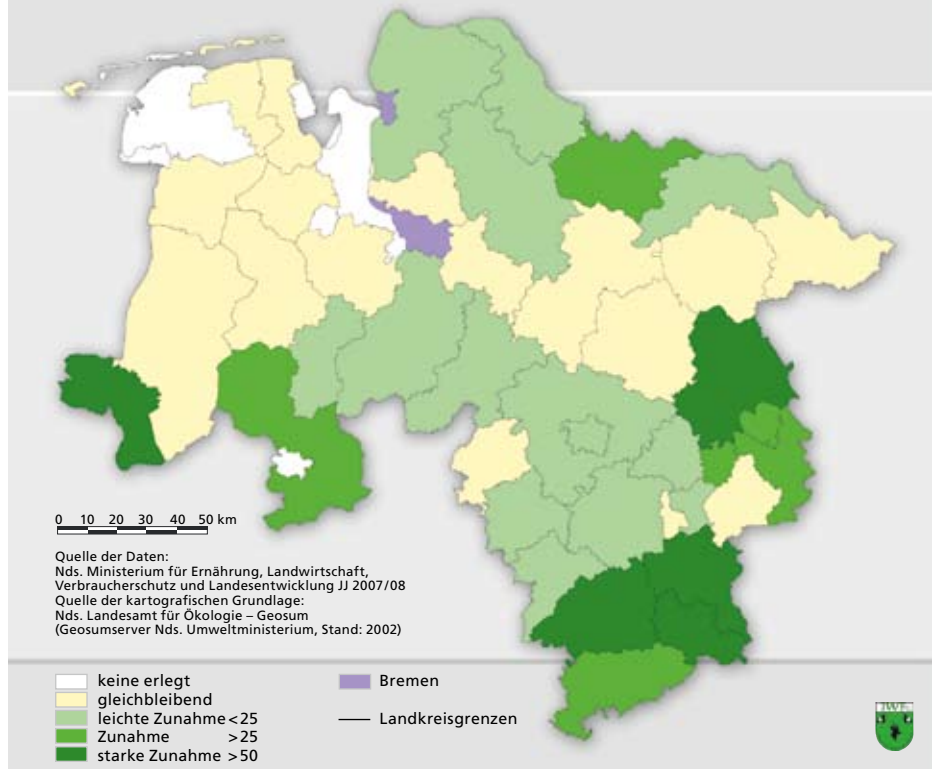 0 10 20 30 40 50 km
Quelle der Daten:
Nds. Ministerium für Ernährung, Landwirtschaft,
Verbraucherschutz und Landesentwicklung JJ 2007/08
Quelle der kartografischen Grundlage:
Nds. Landesamt für Ökologie – Geosum
(Geosumserver Nds. Umweltministerium, Stand: 2002)
keine erlegt
gleichbleibend
leichte Zunahme <25
Zunahme >25
starke Zunahme >50
Bremen
Landkreisgrenzen